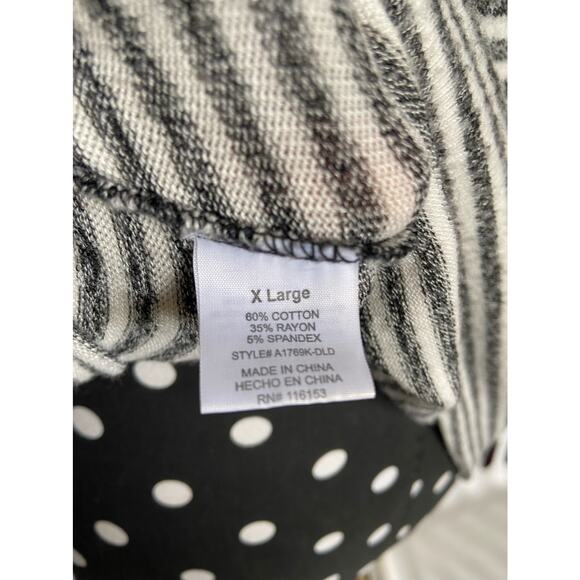 X Large
60% COTTON
35% RAYON
5% SPANDEX
STYLE# A1769K-DLD
MADE IN CHINA
HECHO EN CHINA
RN# 116153